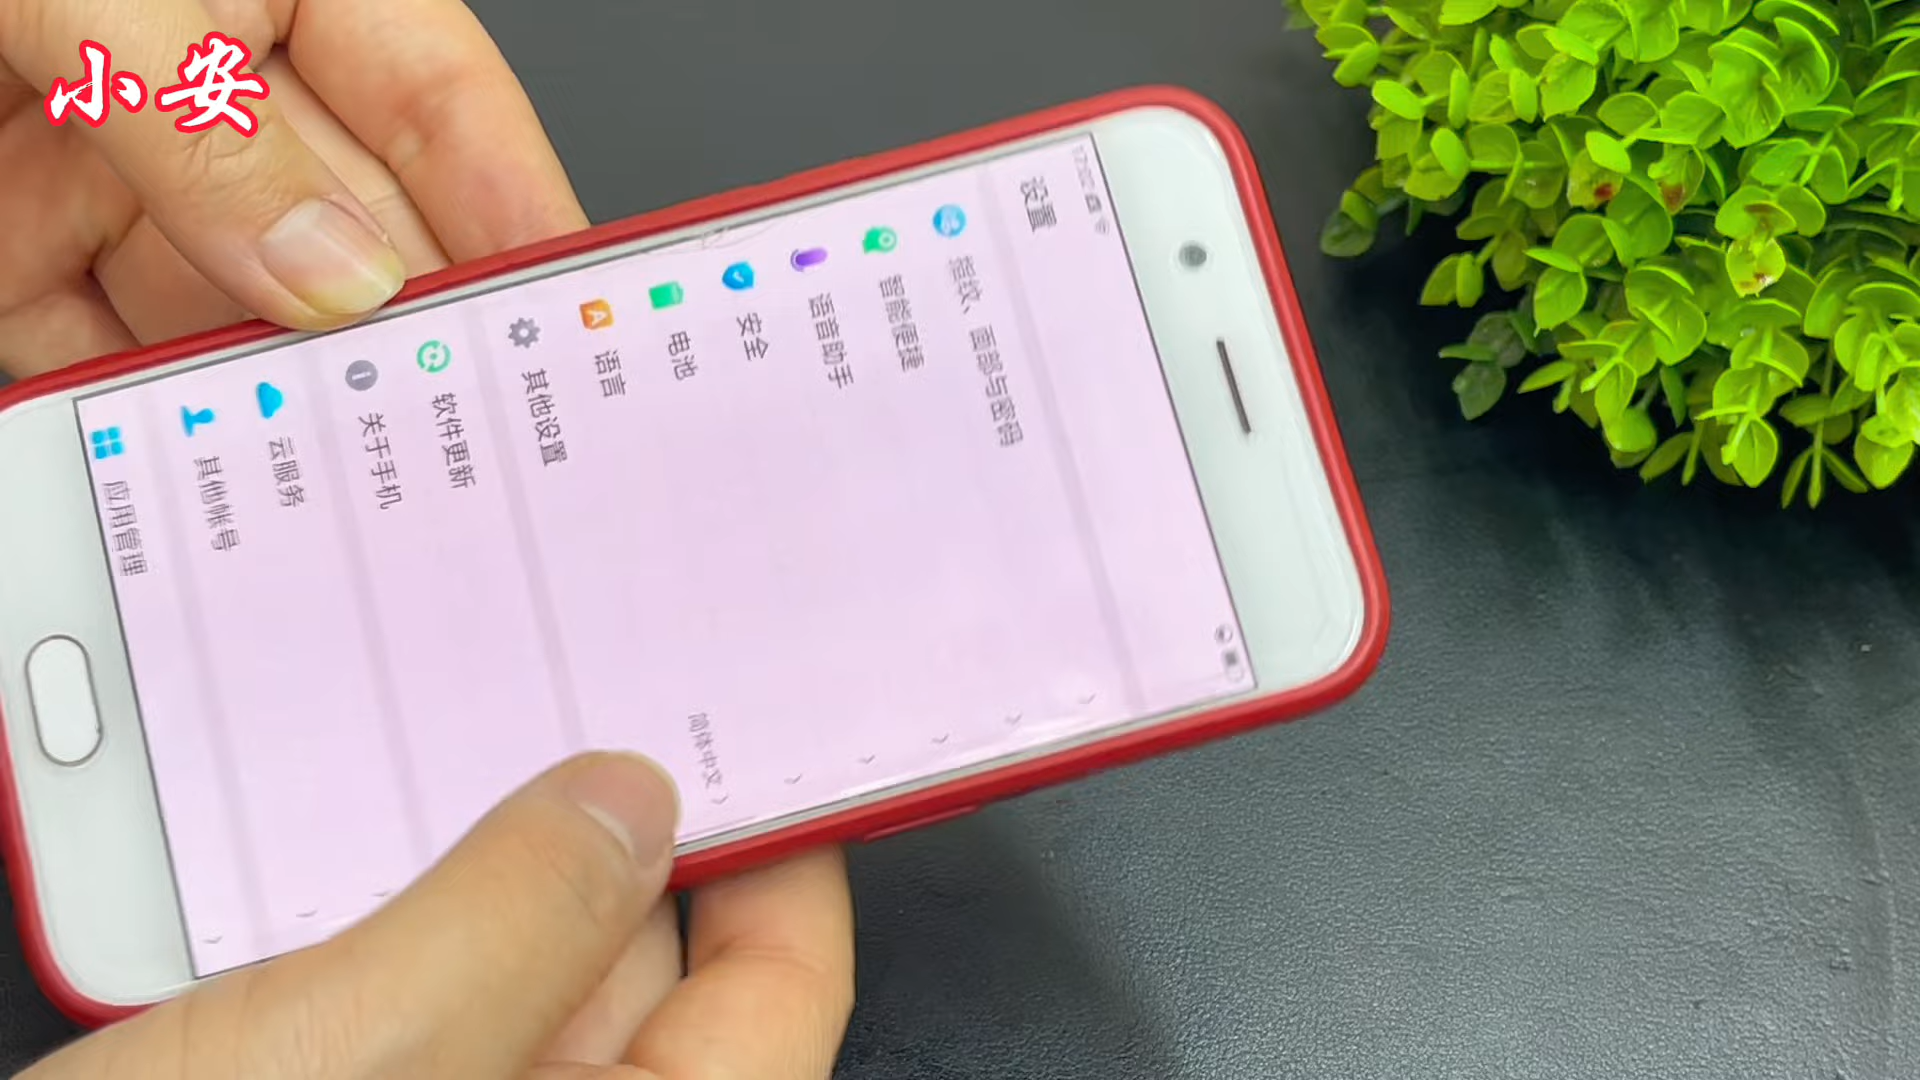 小安
设置
指纹、面部与密码
智能便捷
语音助手
安全
电池
语言 简体中文
其他设置
软件更新
关于手机
云服务
其他帐号
应用管理